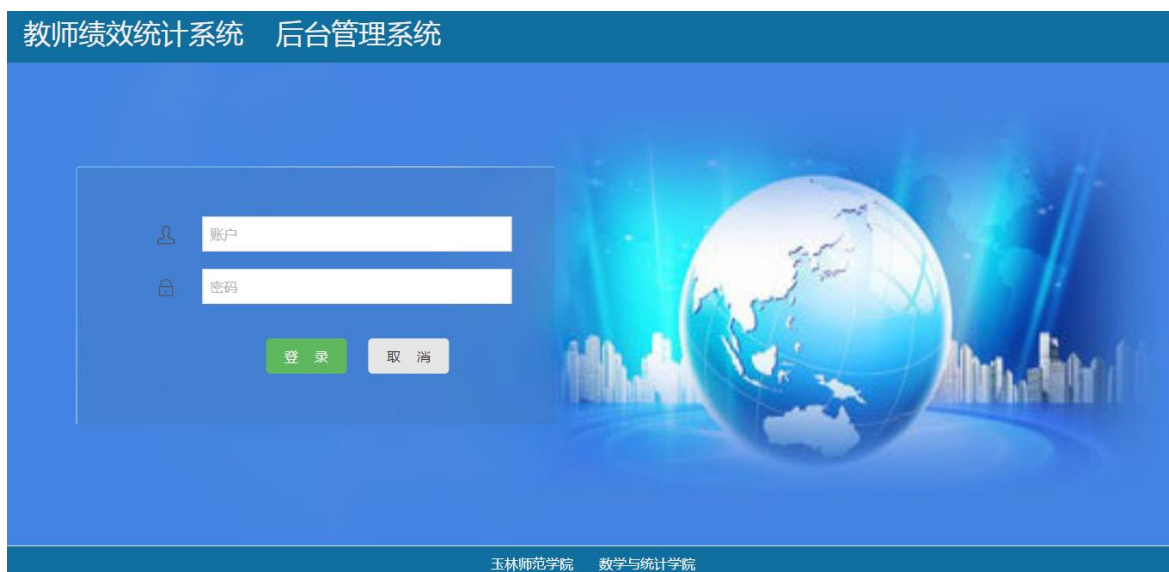 教师绩效统计系统 后台管理系统
账户
密码
登 录 取 消
玉林师范学院 数学与统计学院